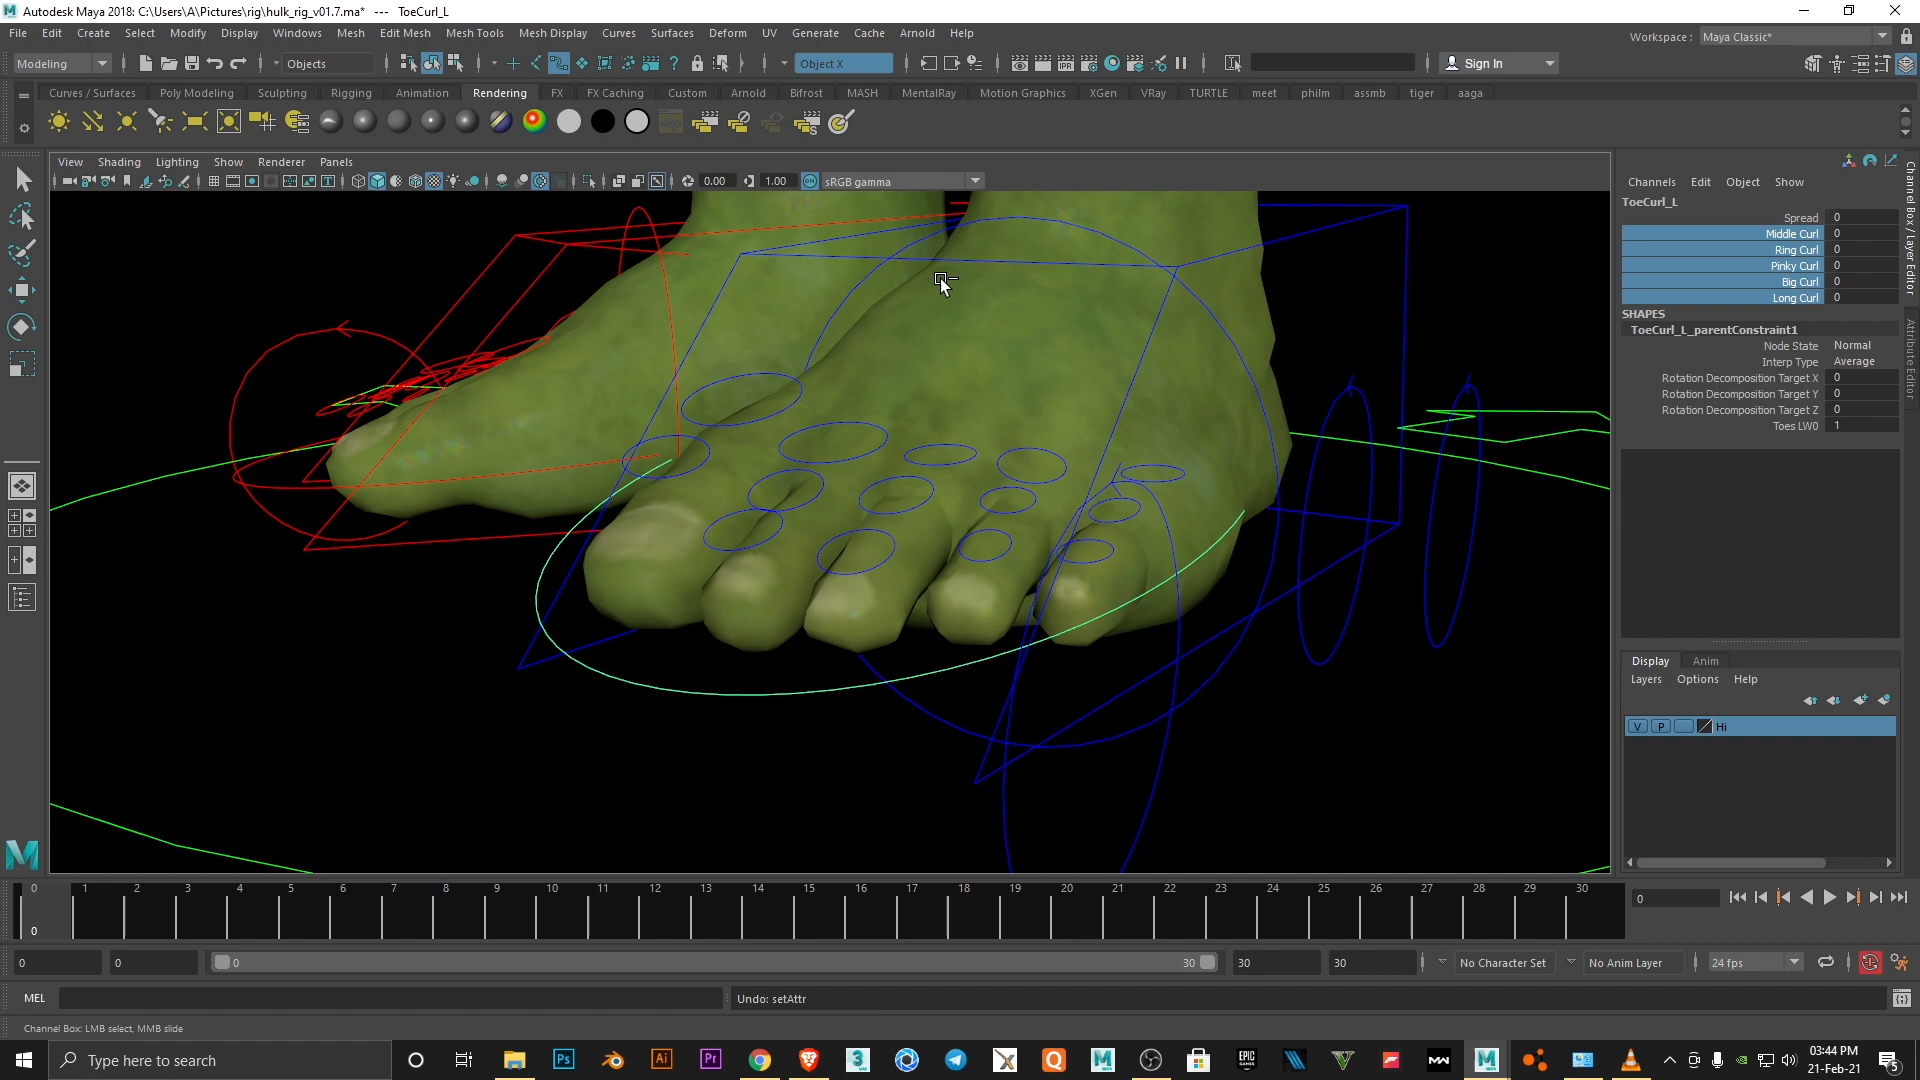 Autodesk Maya 2018: C:\Users\A\Pictures\rig\hulk_rig_v01.7.ma* --- ToeCurl_L
File Edit Create Select Modify Display Windows Mesh Edit Mesh Mesh Tools Mesh Display Curves Surfaces Deform UV Generate Cache Arnold Help
Workspace : Maya Classic*
Modeling Objects Object X Sign In
Curves / Surfaces Poly Modeling Sculpting Rigging Animation Rendering FX FX Caching Custom Arnold Bifrost MASH MentalRay Motion Graphics XGen VRay TURTLE meet philm assmb tiger aaga
View Shading Lighting Show Renderer Panels
0.00 1.00 sRGB gamma
Channels Edit Object Show
ToeCurl_L
Spread 0
Middle Curl 0
Ring Curl 0
Pinky Curl 0
Big Curl 0
Long Curl 0
SHAPES
ToeCurl_L_parentConstraint1
Node State Normal
Interp Type Average
Rotation Decomposition Target X 0
Rotation Decomposition Target Y 0
Rotation Decomposition Target Z 0
Toes LW0 1
Channel Box / Layer Editor
Attribute Editor
Display Anim
Layers Options Help
V P Hi
0 1 2 3 4 5 6 7 8 9 10 11 12 13 14 15 16 17 18 19 20 21 22 23 24 25 26 27 28 29 30
0
0
0 0 0 30 30 30 No Character Set No Anim Layer 24 fps
MEL Undo: setAttr
Channel Box: LMB select, MMB slide
Type here to search
03:44 PM
21-Feb-21
5